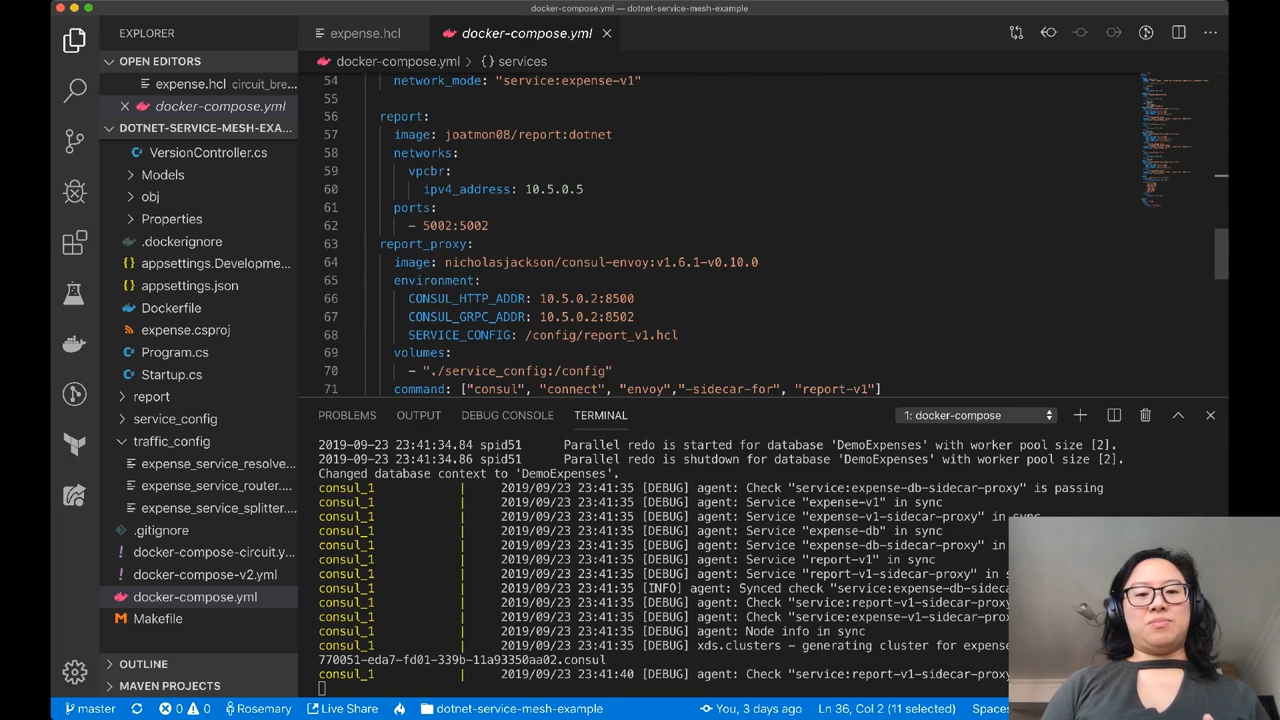 docker-compose.yml — dotnet-service-mesh-example
EXPLORER
expense.hcl
docker-compose.yml
docker-compose.yml > {} services
OPEN EDITORS
expense.hcl circuit_bre...
docker-compose.yml
DOTNET-SERVICE-MESH-EXA...
VersionController.cs
Models
obj
Properties
.dockerignore
appsettings.Developme...
appsettings.json
Dockerfile
expense.csproj
Program.cs
Startup.cs
report
service_config
traffic_config
expense_service_resolve...
expense_service_router....
expense_service_splitter....
.gitignore
docker-compose-circuit.y...
docker-compose-v2.yml
docker-compose.yml
Makefile
OUTLINE
MAVEN PROJECTS
54 network_mode: "service:expense-v1"
55
56 report:
57 image: joatmon08/report:dotnet
58 networks:
59 vpcbr:
60 ipv4_address: 10.5.0.5
61 ports:
62 - 5002:5002
63 report_proxy:
64 image: nicholasjackson/consul-envoy:v1.6.1-v0.10.0
65 environment:
66 CONSUL_HTTP_ADDR: 10.5.0.2:8500
67 CONSUL_GRPC_ADDR: 10.5.0.2:8502
68 SERVICE_CONFIG: /config/report_v1.hcl
69 volumes:
70 - "./service_config:/config"
71 command: ["consul", "connect", "envoy","-sidecar-for", "report-v1"]
PROBLEMS OUTPUT DEBUG CONSOLE TERMINAL 1: docker-compose
2019-09-23 23:41:34.84 spid51 Parallel redo is started for database 'DemoExpenses' with worker pool size [2].
2019-09-23 23:41:34.86 spid51 Parallel redo is shutdown for database 'DemoExpenses' with worker pool size [2].
Changed database context to 'DemoExpenses'.
consul_1 | 2019/09/23 23:41:35 [DEBUG] agent: Check "service:expense-db-sidecar-proxy" is passing
consul_1 | 2019/09/23 23:41:35 [DEBUG] agent: Service "expense-v1" in sync
consul_1 | 2019/09/23 23:41:35 [DEBUG] agent: Service "expense-v1-sidecar-proxy" in sync
consul_1 | 2019/09/23 23:41:35 [DEBUG] agent: Service "expense-db" in sync
consul_1 | 2019/09/23 23:41:35 [DEBUG] agent: Service "expense-db-sidecar-proxy" in
consul_1 | 2019/09/23 23:41:35 [DEBUG] agent: Service "report-v1" in sync
consul_1 | 2019/09/23 23:41:35 [DEBUG] agent: Service "report-v1-sidecar-proxy" in s
consul_1 | 2019/09/23 23:41:35 [INFO] agent: Synced check "service:expense-db-sideca
consul_1 | 2019/09/23 23:41:35 [DEBUG] agent: Check "service:report-v1-sidecar-prox
consul_1 | 2019/09/23 23:41:35 [DEBUG] agent: Check "service:expense-v1-sidecar-pro
consul_1 | 2019/09/23 23:41:35 [DEBUG] agent: Node info in sync
consul_1 | 2019/09/23 23:41:35 [DEBUG] xds.clusters - generating cluster for expens
770051-eda7-fd01-339b-11a93350aa02.consul
consul_1 | 2019/09/23 23:41:40 [DEBUG] agent: Check "service:report-v1-sidecar-prox
master 0 0 Rosemary Live Share dotnet-service-mesh-example You, 3 days ago Ln 36, Col 2 (11 selected) Spaces